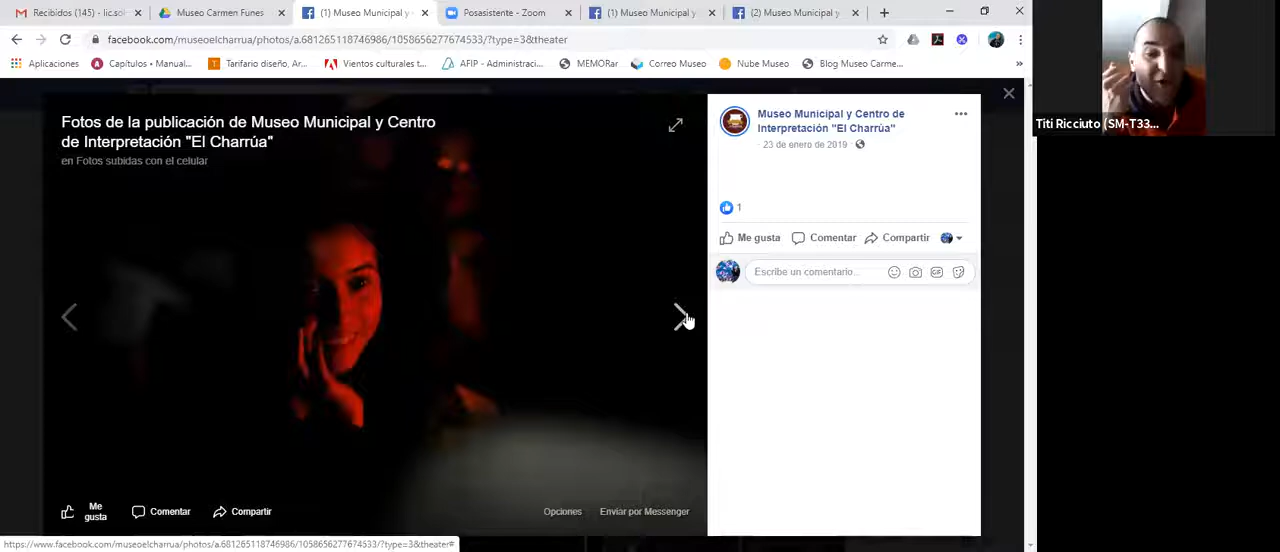 Recibidos (145) - lic.sol
Museo Carmen Funes
(1) Museo Municipal y
Posasistente - Zoom
(1) Museo Municipal y
(2) Museo Municipal y
facebook.com/museoelcharrua/photos/a.681265118746986/1058656277674533/?type=3&theater
Aplicaciones
Capítulos • Manual...
Tarifario diseño, Ar...
Vientos culturales t...
AFIP - Administraci...
MEMORar
Correo Museo
Nube Museo
Blog Museo Carme...
»
Fotos de la publicación de Museo Municipal y Centro
de Interpretación "El Charrúa"
en Fotos subidas con el celular
Me
gusta
Comentar
Compartir
Opciones
Enviar por Messenger
Museo Municipal y Centro de
Interpretación "El Charrúa"
· 23 de enero de 2019 ·
1
Me gusta
Comentar
Compartir
Escribe un comentario...
GIF
https://www.facebook.com/museoelcharrua/photos/a.681265118746986/1058656277674533/?type=3&theater#
Titi Ricciuto (SM-T33...